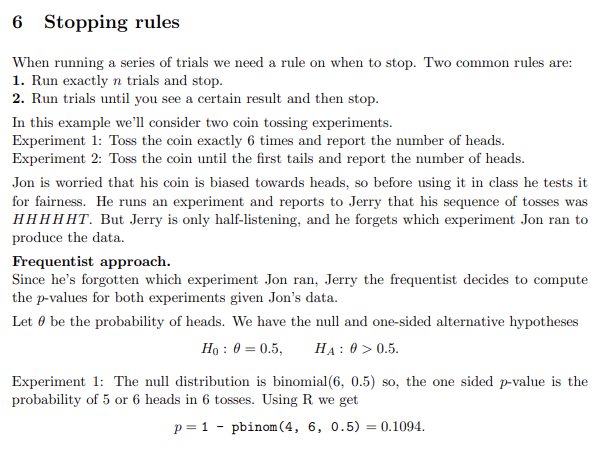 6 Stopping rules
When running a series of trials we need a rule on when to stop. Two common rules are:
1. Run exactly n trials and stop.
2. Run trials until you see a certain result and then stop.
In this example we'll consider two coin tossing experiments.
Experiment 1: Toss the coin exactly 6 times and report the number of heads.
Experiment 2: Toss the coin until the first tails and report the number of heads.
Jon is worried that his coin is biased towards heads, so before using it in class he tests it
for fairness. He runs an experiment and reports to Jerry that his sequence of tosses was
HHHHHT. But Jerry is only half-listening, and he forgets which experiment Jon ran to
produce the data.
Frequentist approach.
Since he's forgotten which experiment Jon ran, Jerry the frequentist decides to compute
the p-values for both experiments given Jon's data.
Let θ be the probability of heads. We have the null and one-sided alternative hypotheses
H₀ : θ = 0.5, H_A : θ > 0.5.
Experiment 1: The null distribution is binomial(6, 0.5) so, the one sided p-value is the
probability of 5 or 6 heads in 6 tosses. Using R we get
p = 1 - pbinom(4, 6, 0.5) = 0.1094.